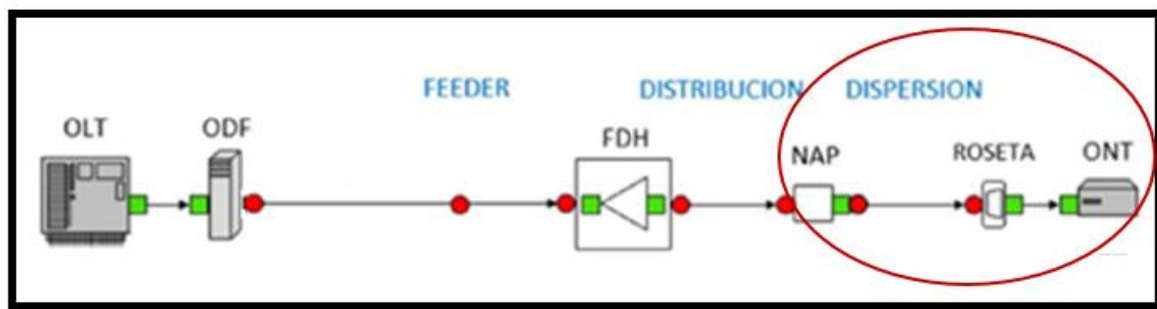 FEEDER
DISTRIBUCION
DISPERSION
OLT
ODF
FDH
NAP
ROSETA
ONT